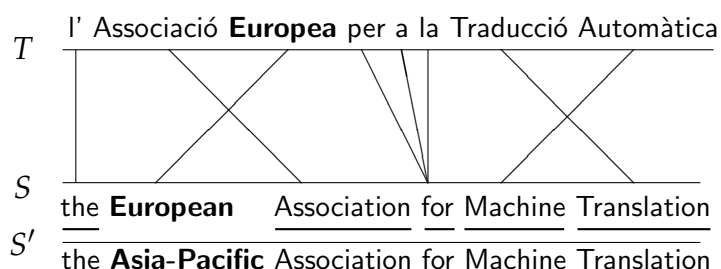 l' Associació Europea per a la Traducció Automàtica
T
S
the European Association for Machine Translation
S′
the Asia-Pacific Association for Machine Translation